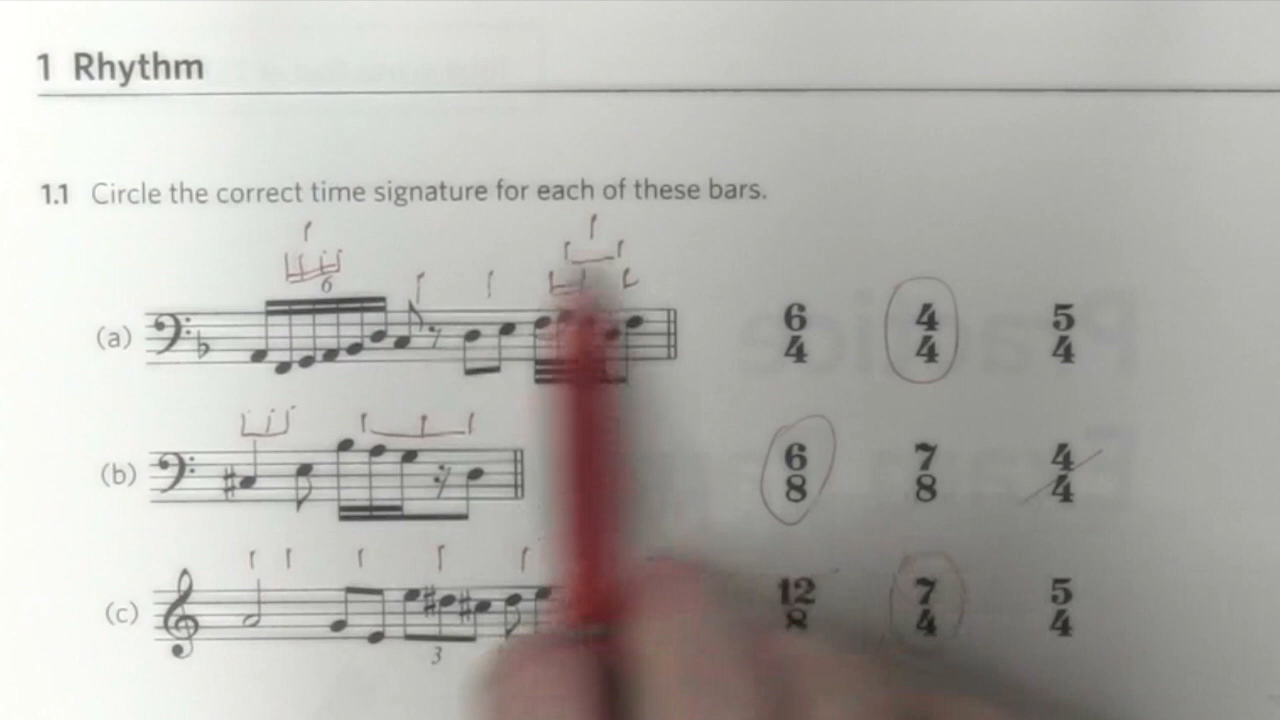 1 Rhythm
1.1 Circle the correct time signature for each of these bars.
6
(a) 6/4 4/4 5/4
(b) 6/8 7/8 4/4
(c) 12/8 7/4 5/4
3